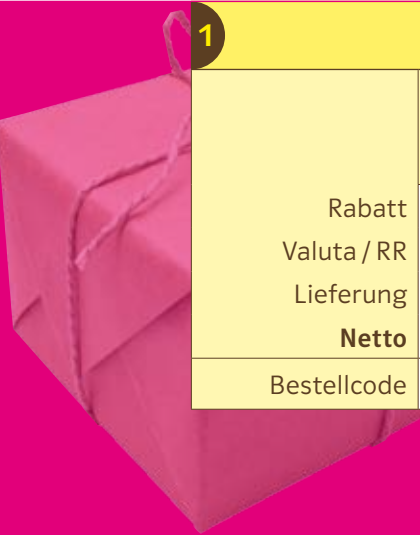 1
Rabatt
Valuta / RR
Lieferung
Netto
Bestellcode